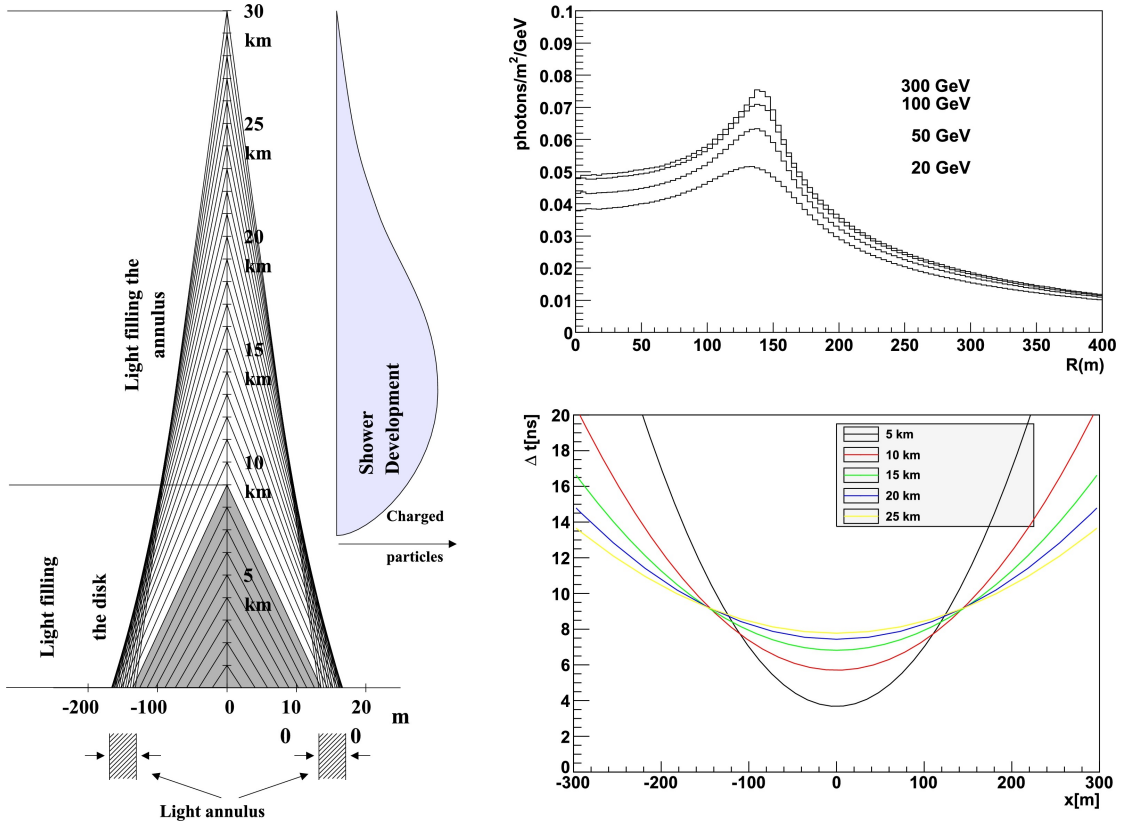 30
km
25
km
20
km
15
km
10
km
5
km
Light filling the
annulus
Light filling
the disk
Shower
Development
Charged
particles
-200 -100 0 10 20
0 0
m
Light annulus
photons/m²/GeV
0.1
0.09
0.08
0.07
0.06
0.05
0.04
0.03
0.02
0.01
0
300 GeV
100 GeV
50 GeV
20 GeV
0 50 100 150 200 250 300 350 400
R(m)
Δ t[ns]
20
18
16
14
12
10
8
6
4
2
0
5 km
10 km
15 km
20 km
25 km
-300 -200 -100 0 100 200 300
x[m]